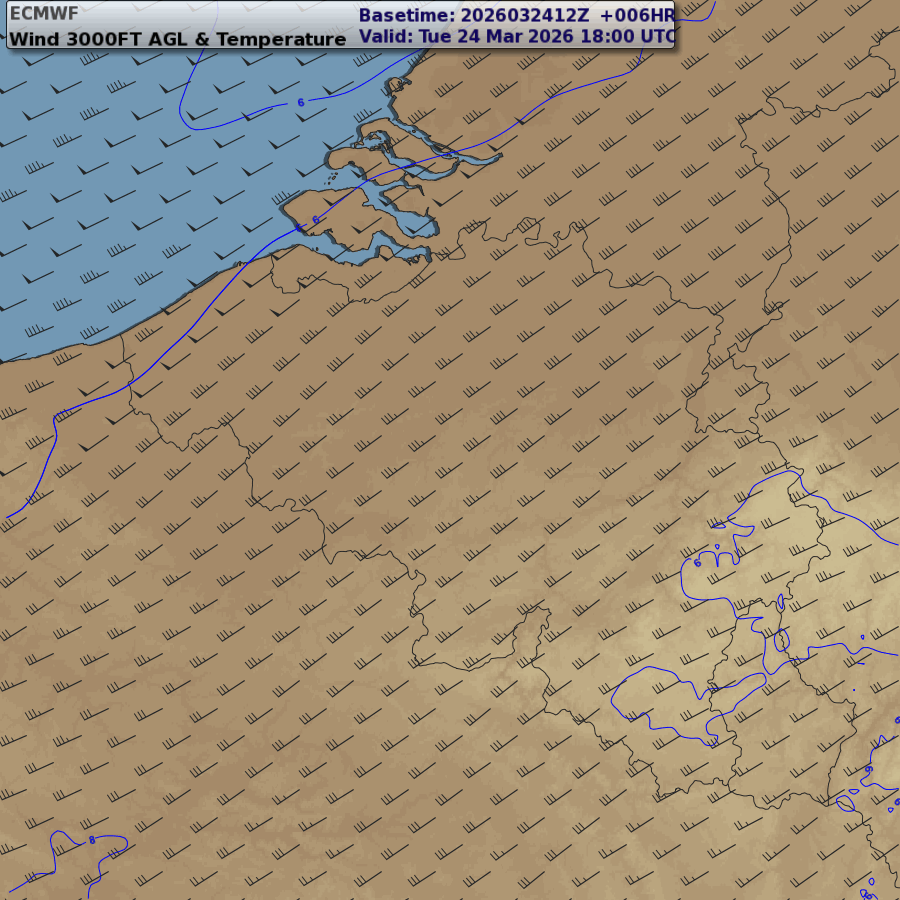 ECMWF
Basetime: 2026032412Z +006HR
Wind 3000FT AGL & Temperature
Valid: Tue 24 Mar 2026 18:00 UTC
6
6
6
8